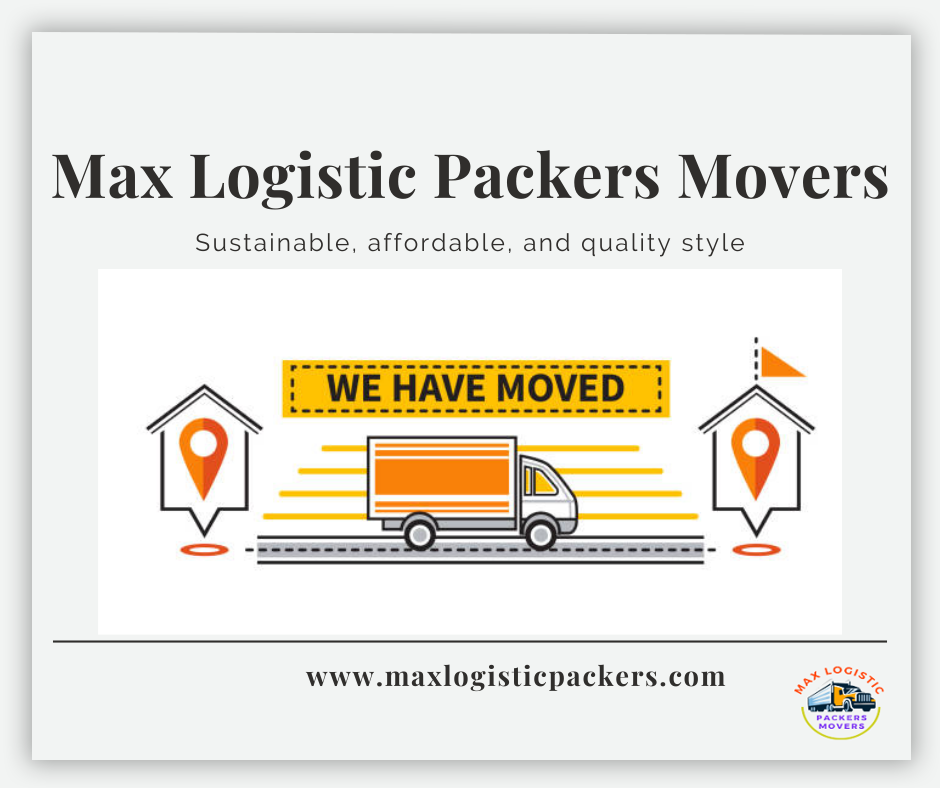 Max Logistic Packers Movers
Sustainable, affordable, and quality style
WE HAVE MOVED
www.maxlogisticpackers.com
MAX LOGISTIC
PACKERS
MOVERS